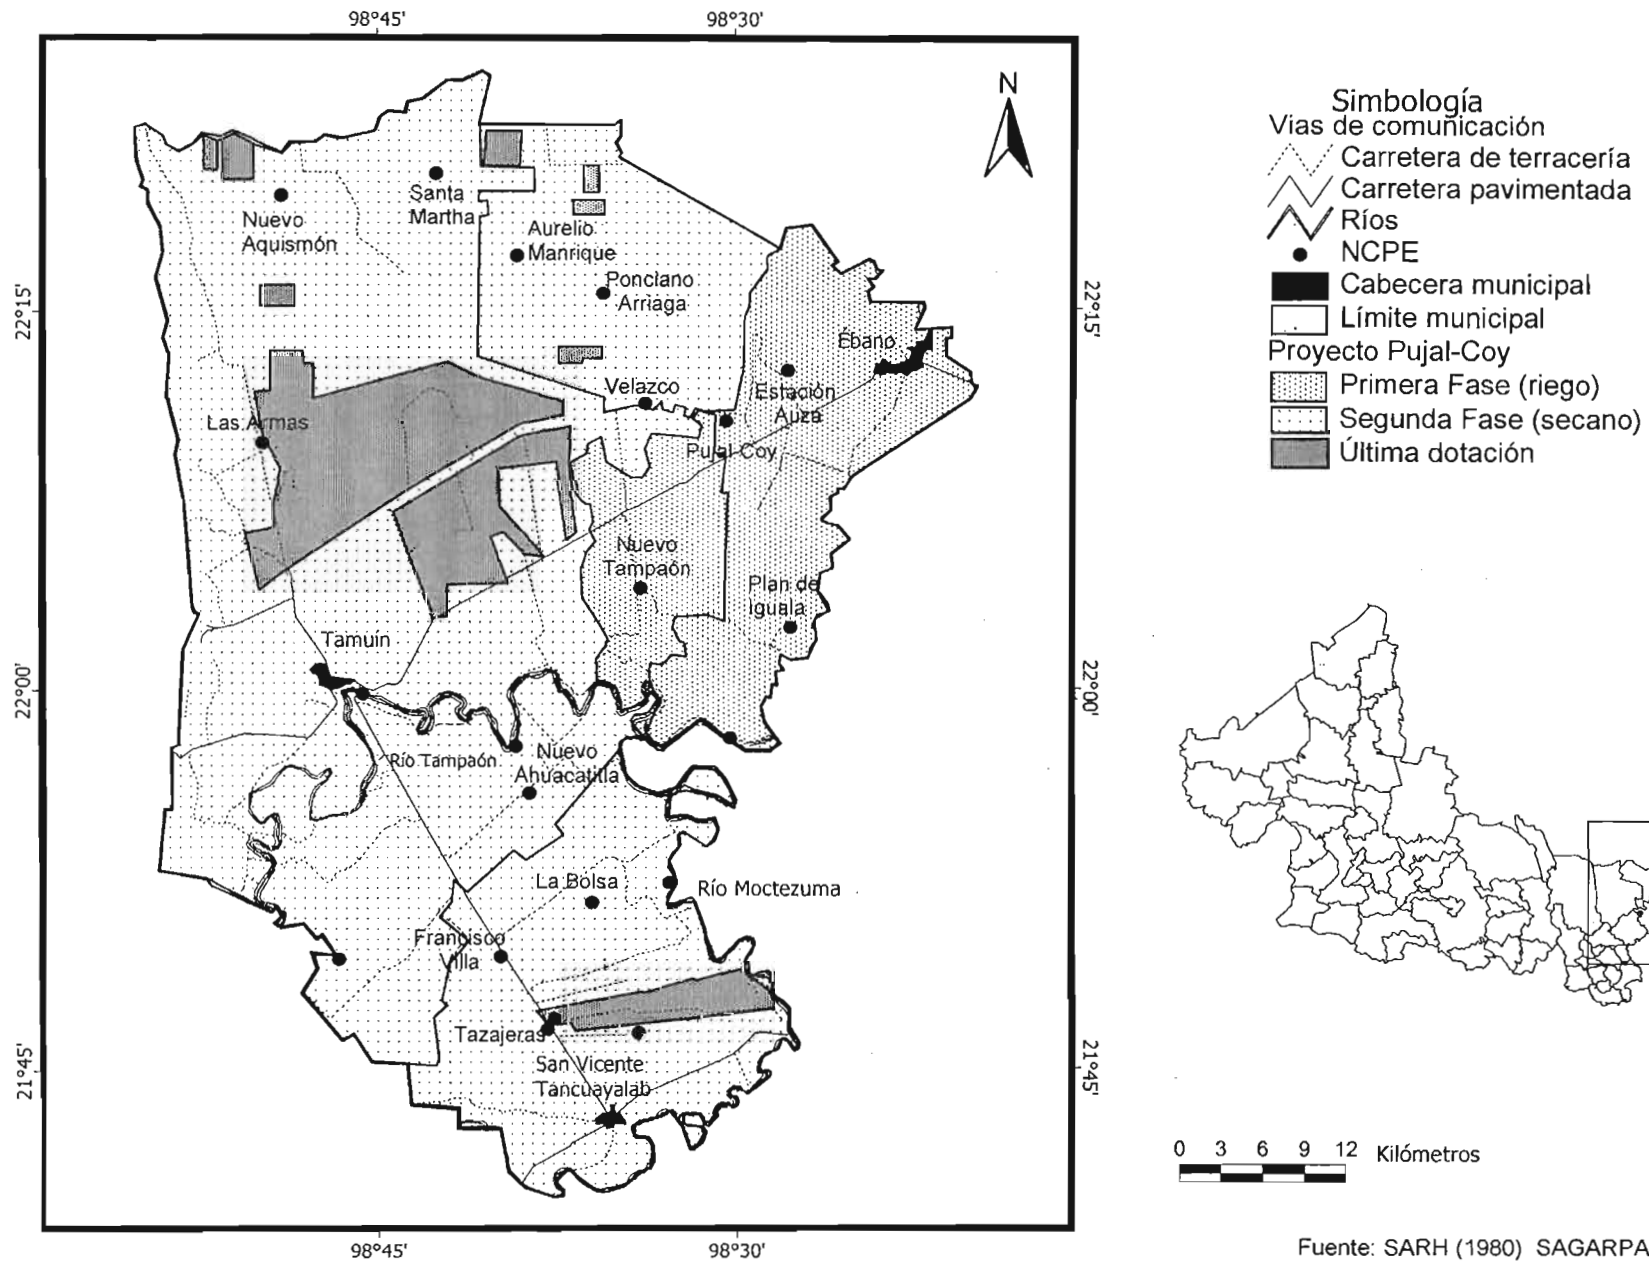 98°45'
98°30'
N
Santa
Martha
Nuevo
Aquismón
Aurelio
Manrique
Ponciano
Arriaga
22°15'
22°15'
Ébano
Velazco
Estación
Auza
Las Armas
Pujal-Coy
Nuevo
Tampaón
Plan de
iguala
Tamuin
22°00'
22°00'
Río Tampaón
Nuevo
Ahuacatilla
La Bolsa
Río Moctezuma
Francisco
Villa
Tazajeras
San Vicente
Tancuayalab
21°45'
21°45'
98°45'
98°30'
Simbología
Vias de comunicación
Carretera de terracería
Carretera pavimentada
Ríos
NCPE
Cabecera municipal
Límite municipal
Proyecto Pujal-Coy
Primera Fase (riego)
Segunda Fase (secano)
Última dotación
0 3 6 9 12 Kilómetros
Fuente: SARH (1980) SAGARPA